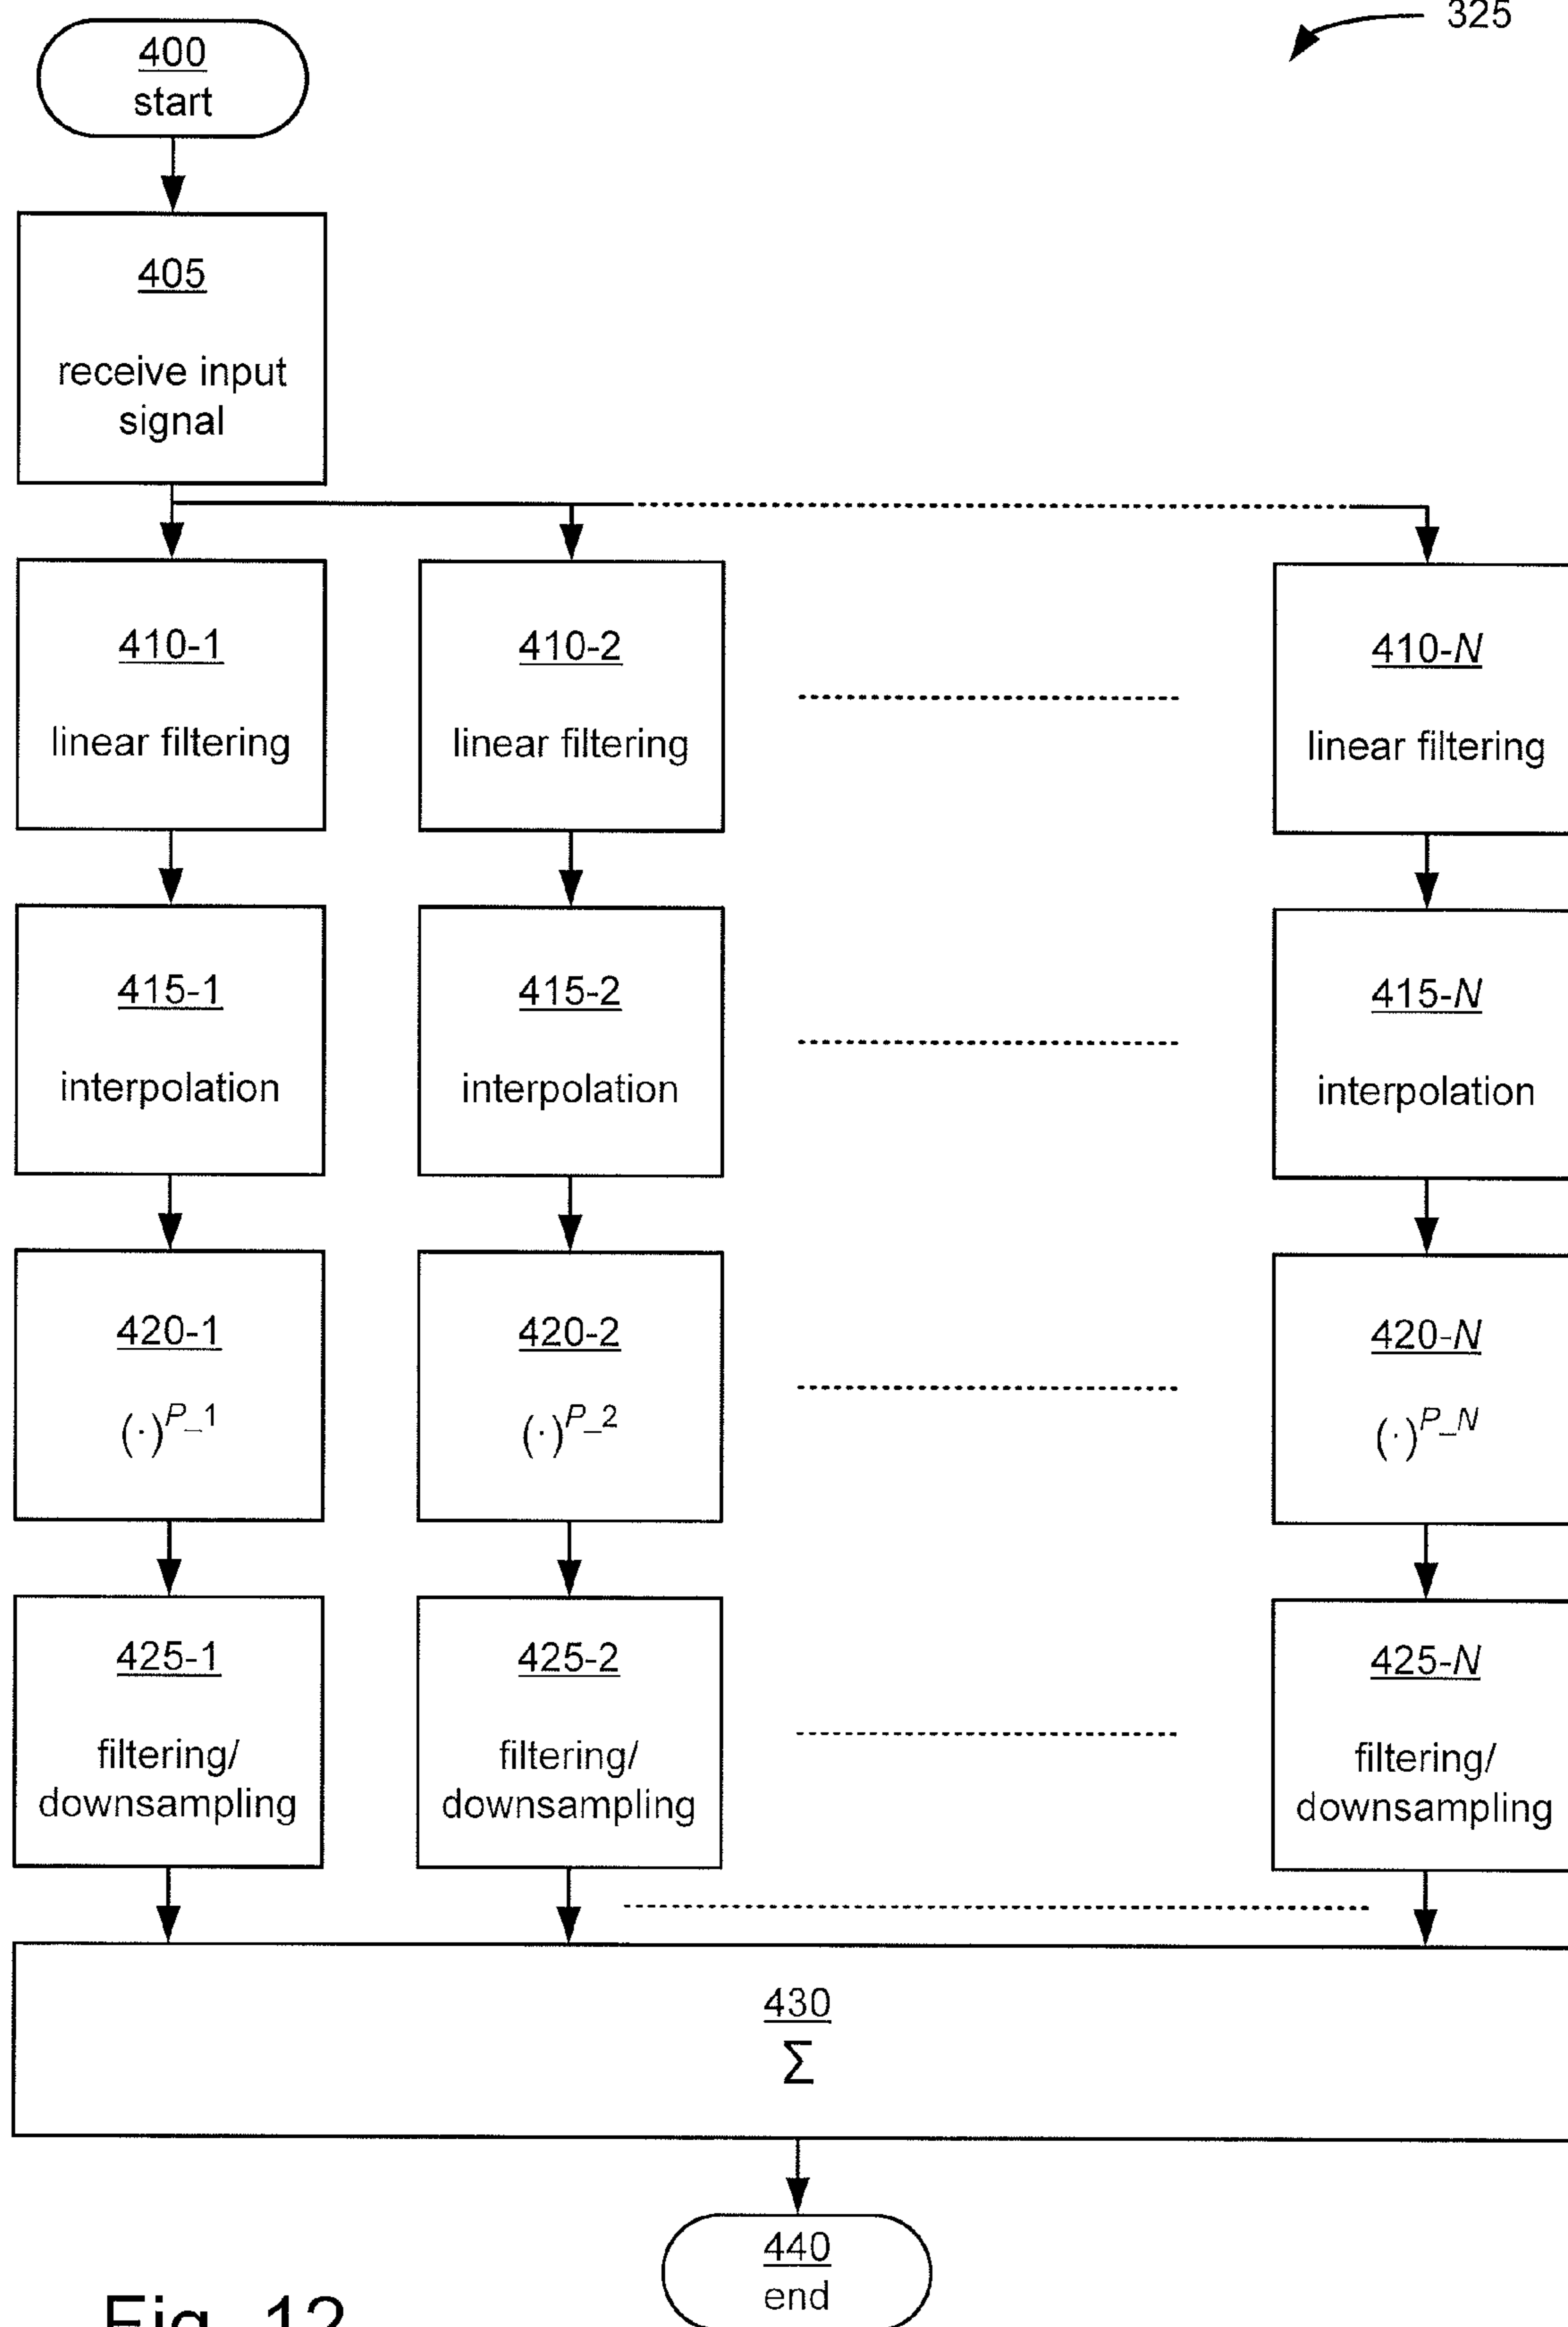 325
400
start
405
receive input
signal
410-1
linear filtering
410-2
linear filtering
410-N
linear filtering
415-1
interpolation
415-2
interpolation
415-N
interpolation
420-1
(·)^P_1
420-2
(·)^P_2
420-N
(·)^P_N
425-1
filtering/
downsampling
425-2
filtering/
downsampling
425-N
filtering/
downsampling
430
Σ
440
end
Fig. 12